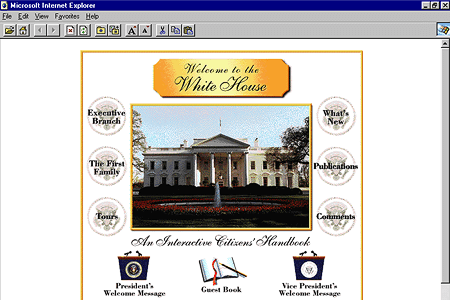 Microsoft Internet Explorer
File Edit View Favorites Help
Welcome to the
White House
Executive
Branch
What's
New
The First
Family
Publications
Tours
Comments
An Interactive Citizens' Handbook
President's
Welcome Message
Guest Book
Vice President's
Welcome Message